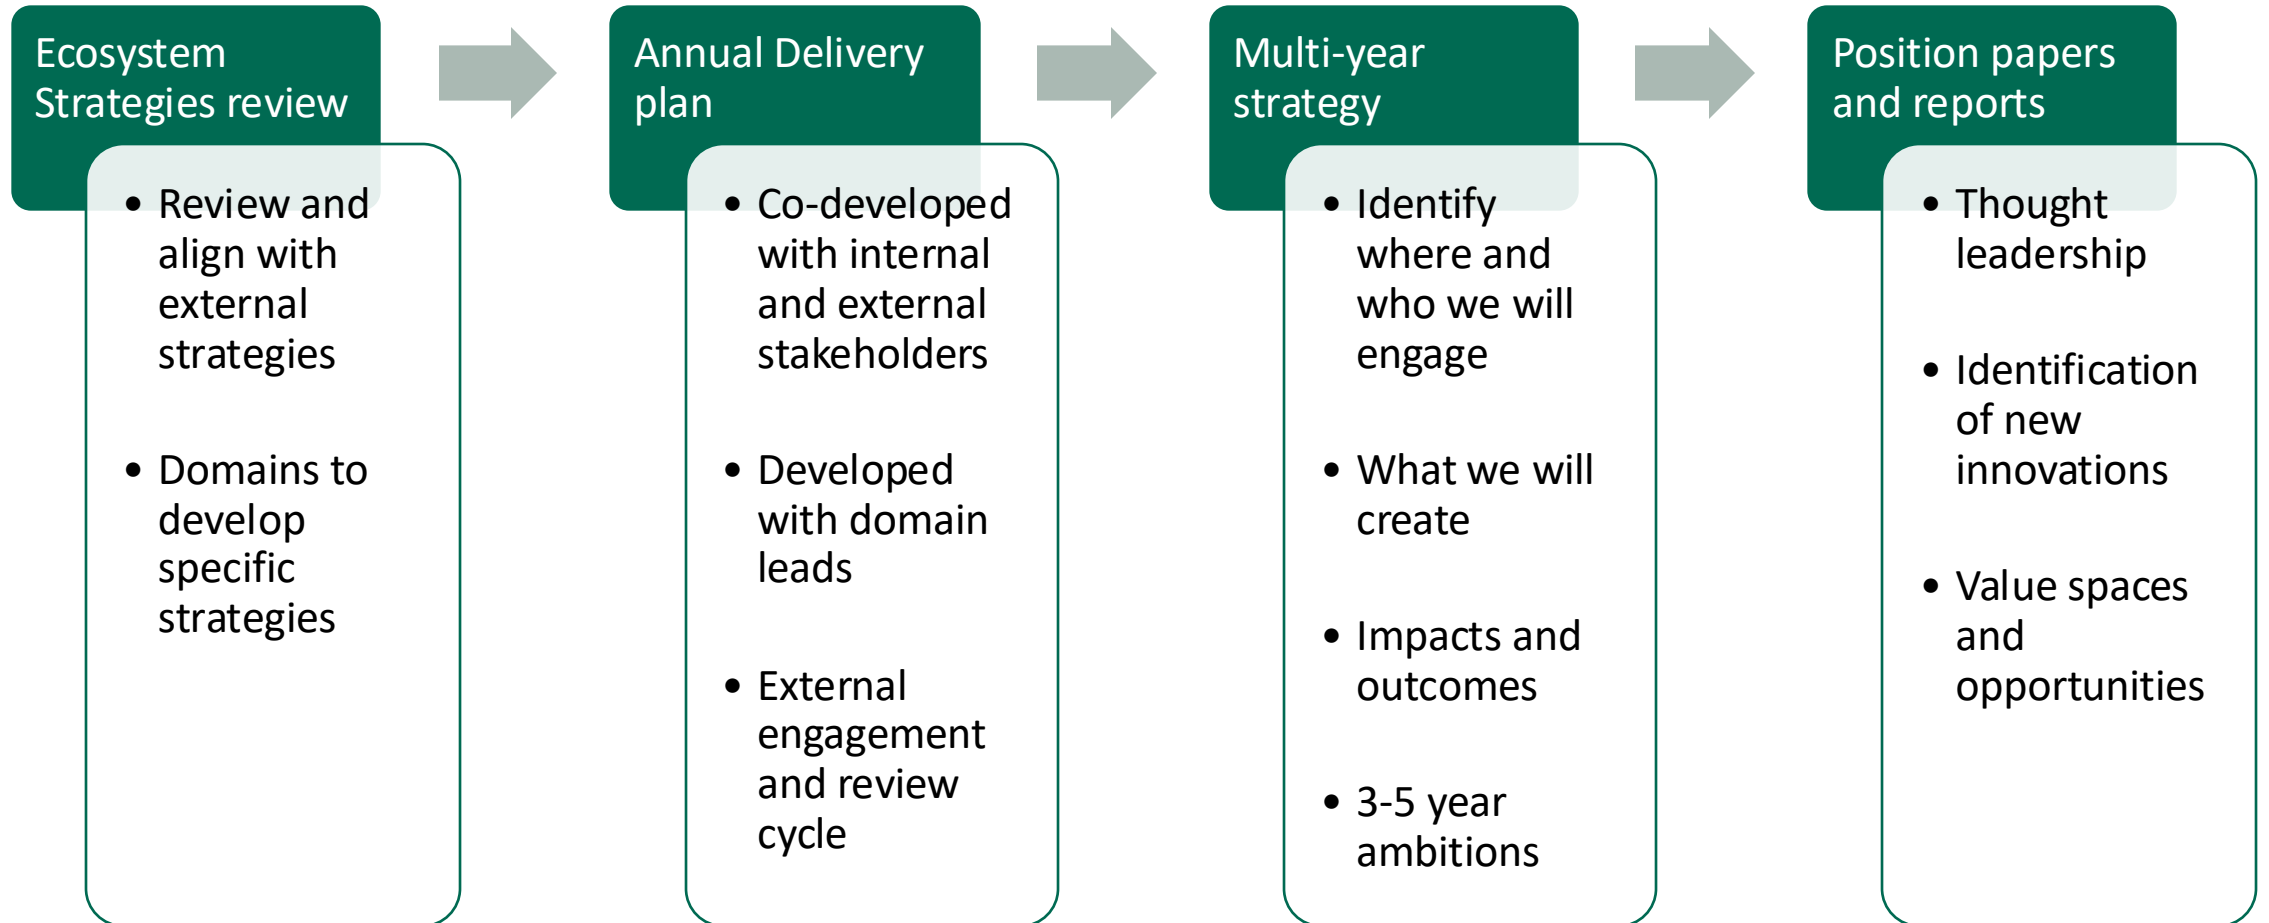 Ecosystem
Strategies review
• Review and
align with
external
strategies
• Domains to
develop
specific
strategies
Annual Delivery
plan
• Co-developed
with internal
and external
stakeholders
• Developed
with domain
leads
• External
engagement
and review
cycle
Multi-year
strategy
• Identify
where and
who we will
engage
• What we will
create
• Impacts and
outcomes
• 3-5 year
ambitions
Position papers
and reports
• Thought
leadership
• Identification
of new
innovations
• Value spaces
and
opportunities